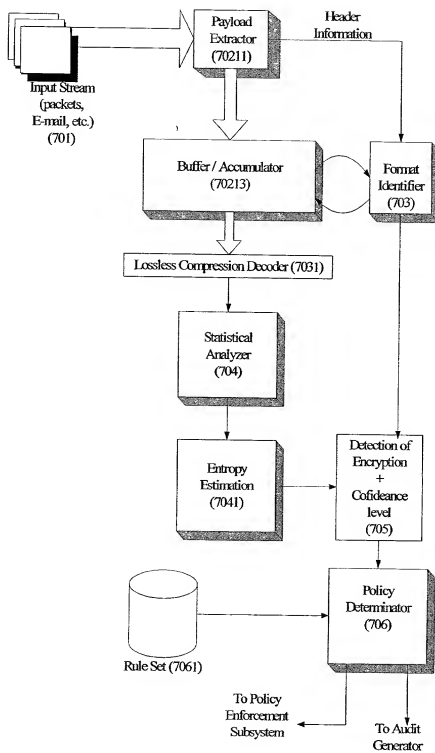 Payload
Extractor
(70211)
Header
Information
Input Stream
(packets,
E-mail, etc.)
(701)
Buffer / Accumulator
(70213)
Format
Identifier
(703)
Lossless Compression Decoder (7031)
Statistical
Analyzer
(704)
Entropy
Estimation
(7041)
Detection of
Encryption
+
Cofideance
level
(705)
Policy
Determinator
(706)
Rule Set (7061)
To Policy
Enforcement
Subsystem
To Audit
Generator